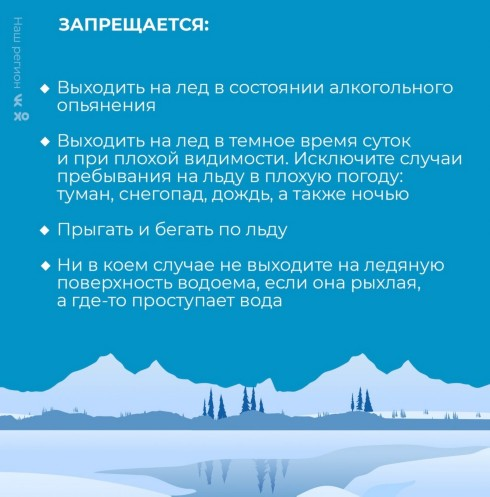 ЗАПРЕЩАЕТСЯ:
Наш регион
Выходить на лед в состоянии алкогольного
опьянения
Выходить на лед в темное время суток
и при плохой видимости. Исключите случаи
пребывания на льду в плохую погоду:
туман, снегопад, дождь, а также ночью
Прыгать и бегать по льду
Ни в коем случае не выходите на ледяную
поверхность водоема, если она рыхлая,
а где-то проступает вода